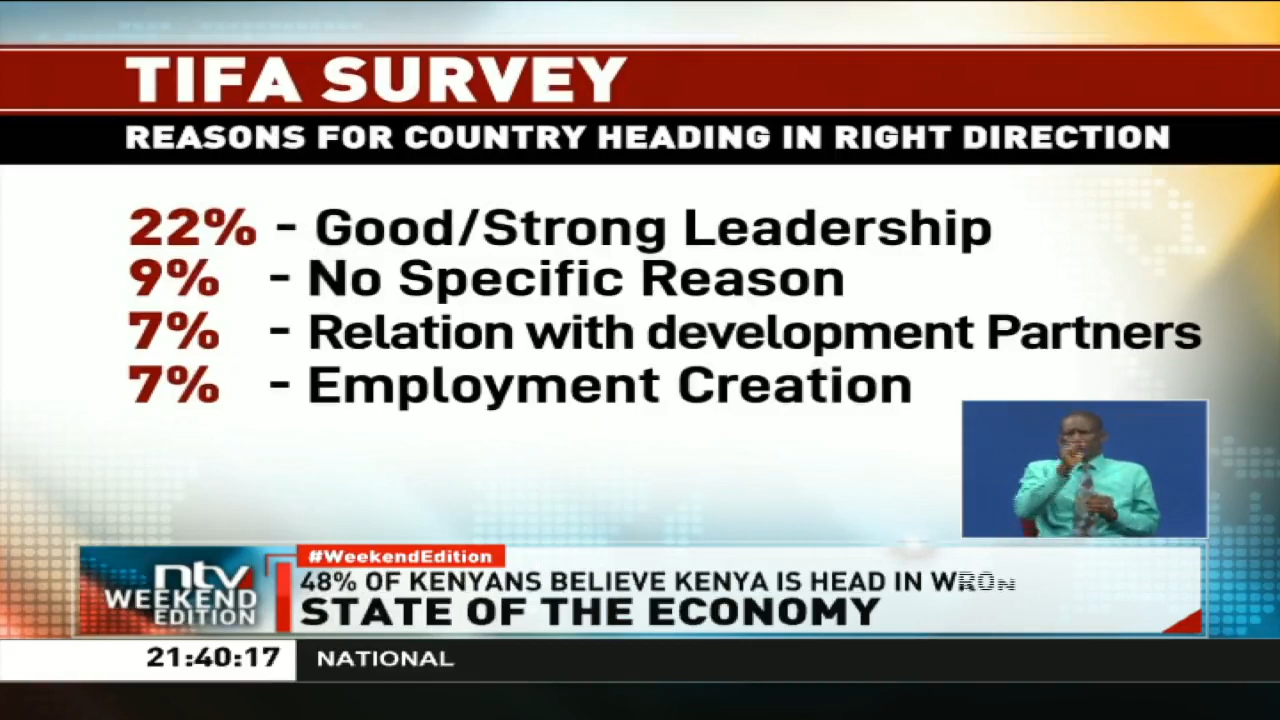 TIFA SURVEY
REASONS FOR COUNTRY HEADING IN RIGHT DIRECTION
22% - Good/Strong Leadership
9% - No Specific Reason
7% - Relation with development Partners
7% - Employment Creation
#WeekendEdition
48% OF KENYANS BELIEVE KENYA IS HEAD IN WRON
STATE OF THE ECONOMY
ntv
WEEKEND
EDITION
21:40:17
NATIONAL